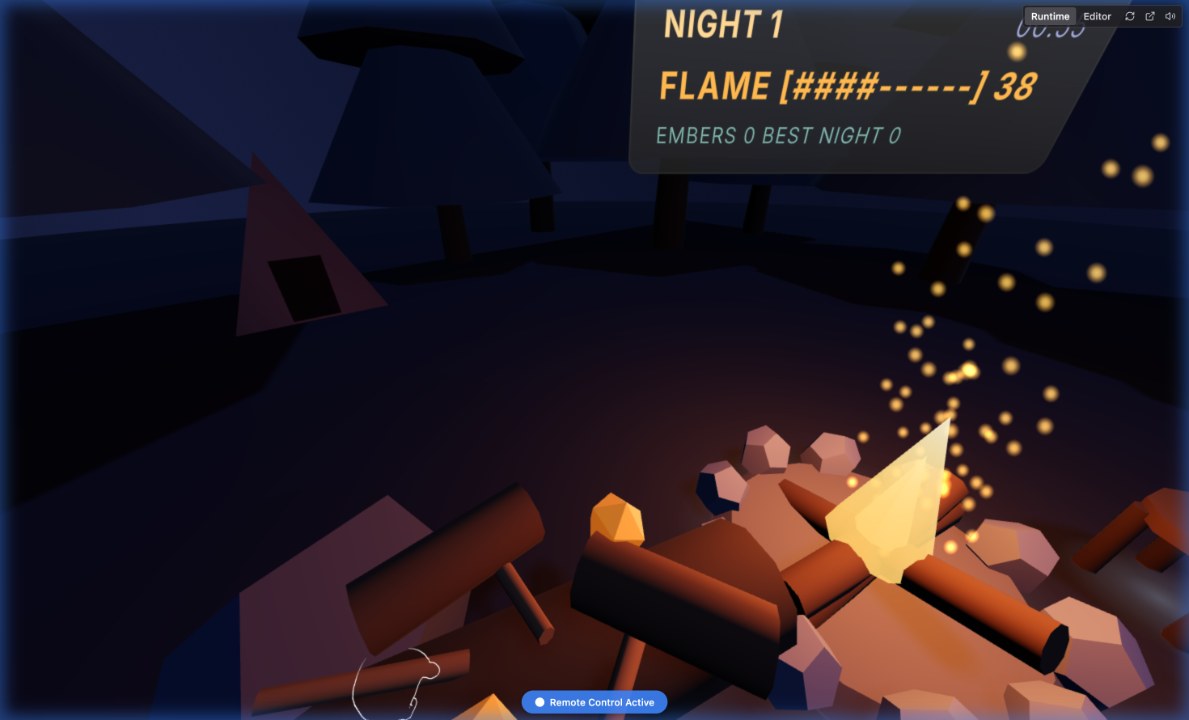 Runtime Editor
NIGHT 1
FLAME [####------] 38
EMBERS 0 BEST NIGHT 0
Remote Control Active